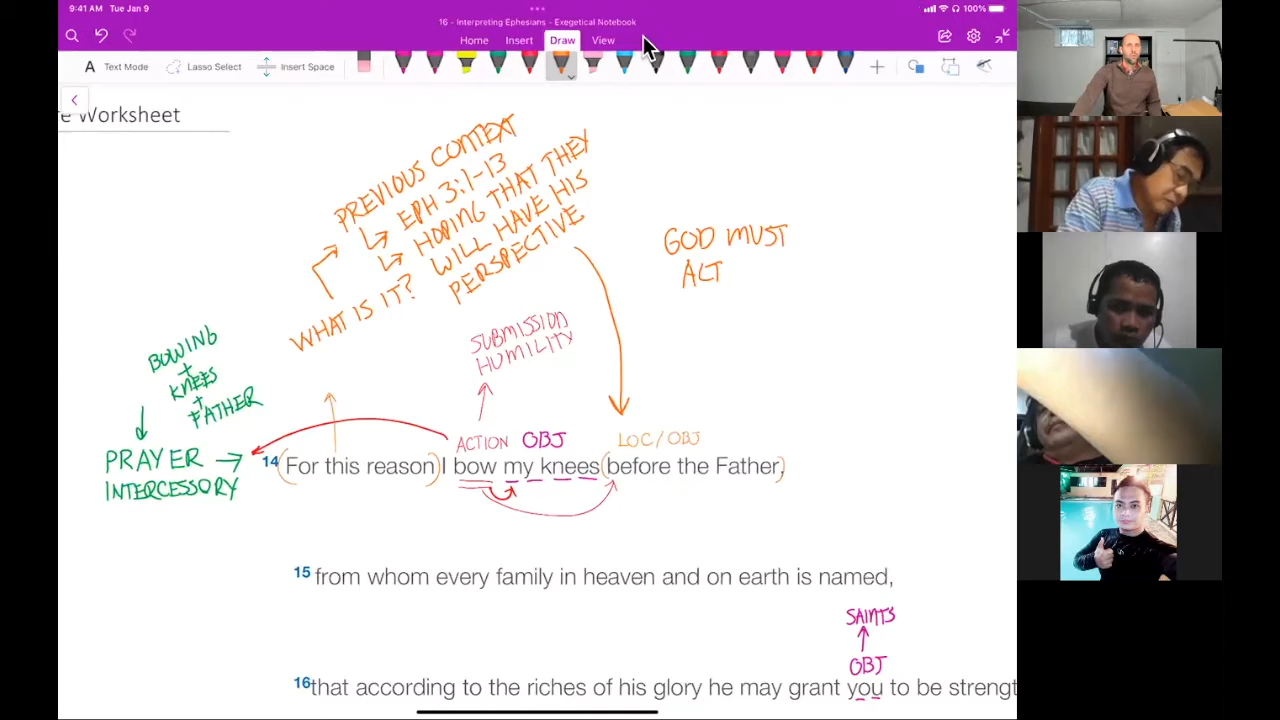 9:41 AM Tue Jan 9
100%
16 - Interpreting Ephesians - Exegetical Notebook
Home Insert Draw View
A Text Mode Lasso Select Insert Space
e Worksheet
PREVIOUS CONTEXT
EPH 3:1-13
HOPING THAT THEY
WILL HAVE HIS
PERSPECTIVE
WHAT IS IT?
GOD MUST
ACT
SUBMISSION
HUMILITY
BOWING
+
KNEES
+
FATHER
PRAYER
INTERCESSORY
ACTION OBJ LOC/OBJ
14 (For this reason) I bow my knees (before the Father,)
15 from whom every family in heaven and on earth is named,
SAINTS
OBJ
16 that according to the riches of his glory he may grant you to be strengt